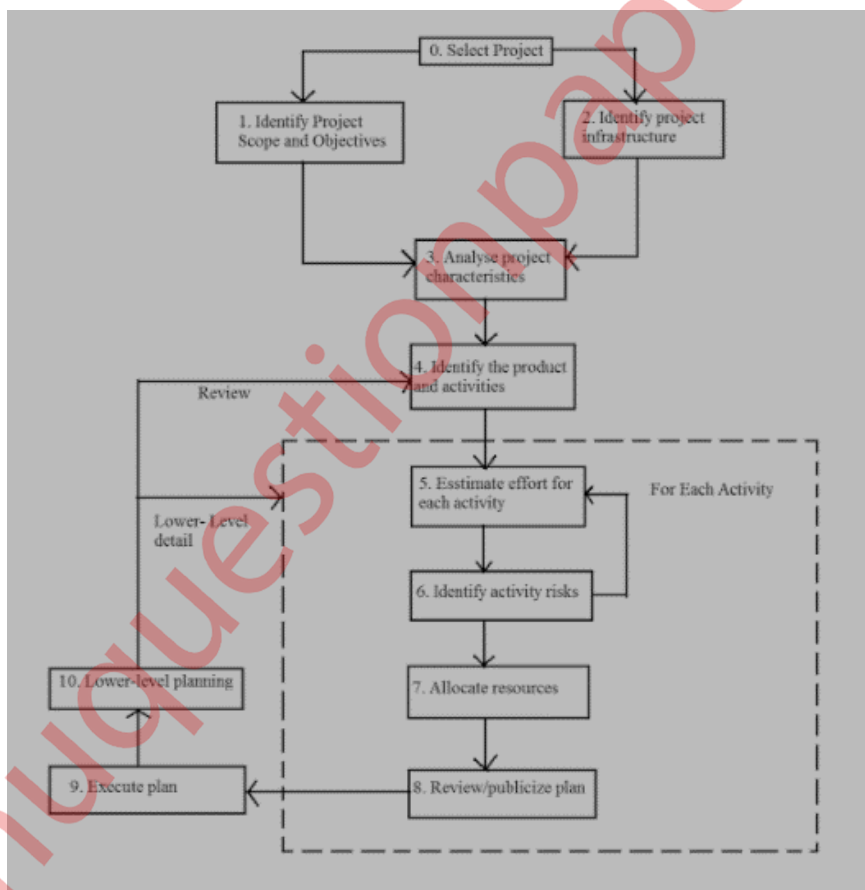 0. Select Project
1. Identify Project
Scope and Objectives
2. Identify project
infrastructure
3. Analyse project
characteristics
4. Identify the product
and activities
Review
5. Esstimate effort for
each activity
For Each Activity
Lower- Level
detail
6. Identify activity risks
10. Lower-level planning
7. Allocate resources
9. Execute plan
8. Review/publicize plan
uquestionpape